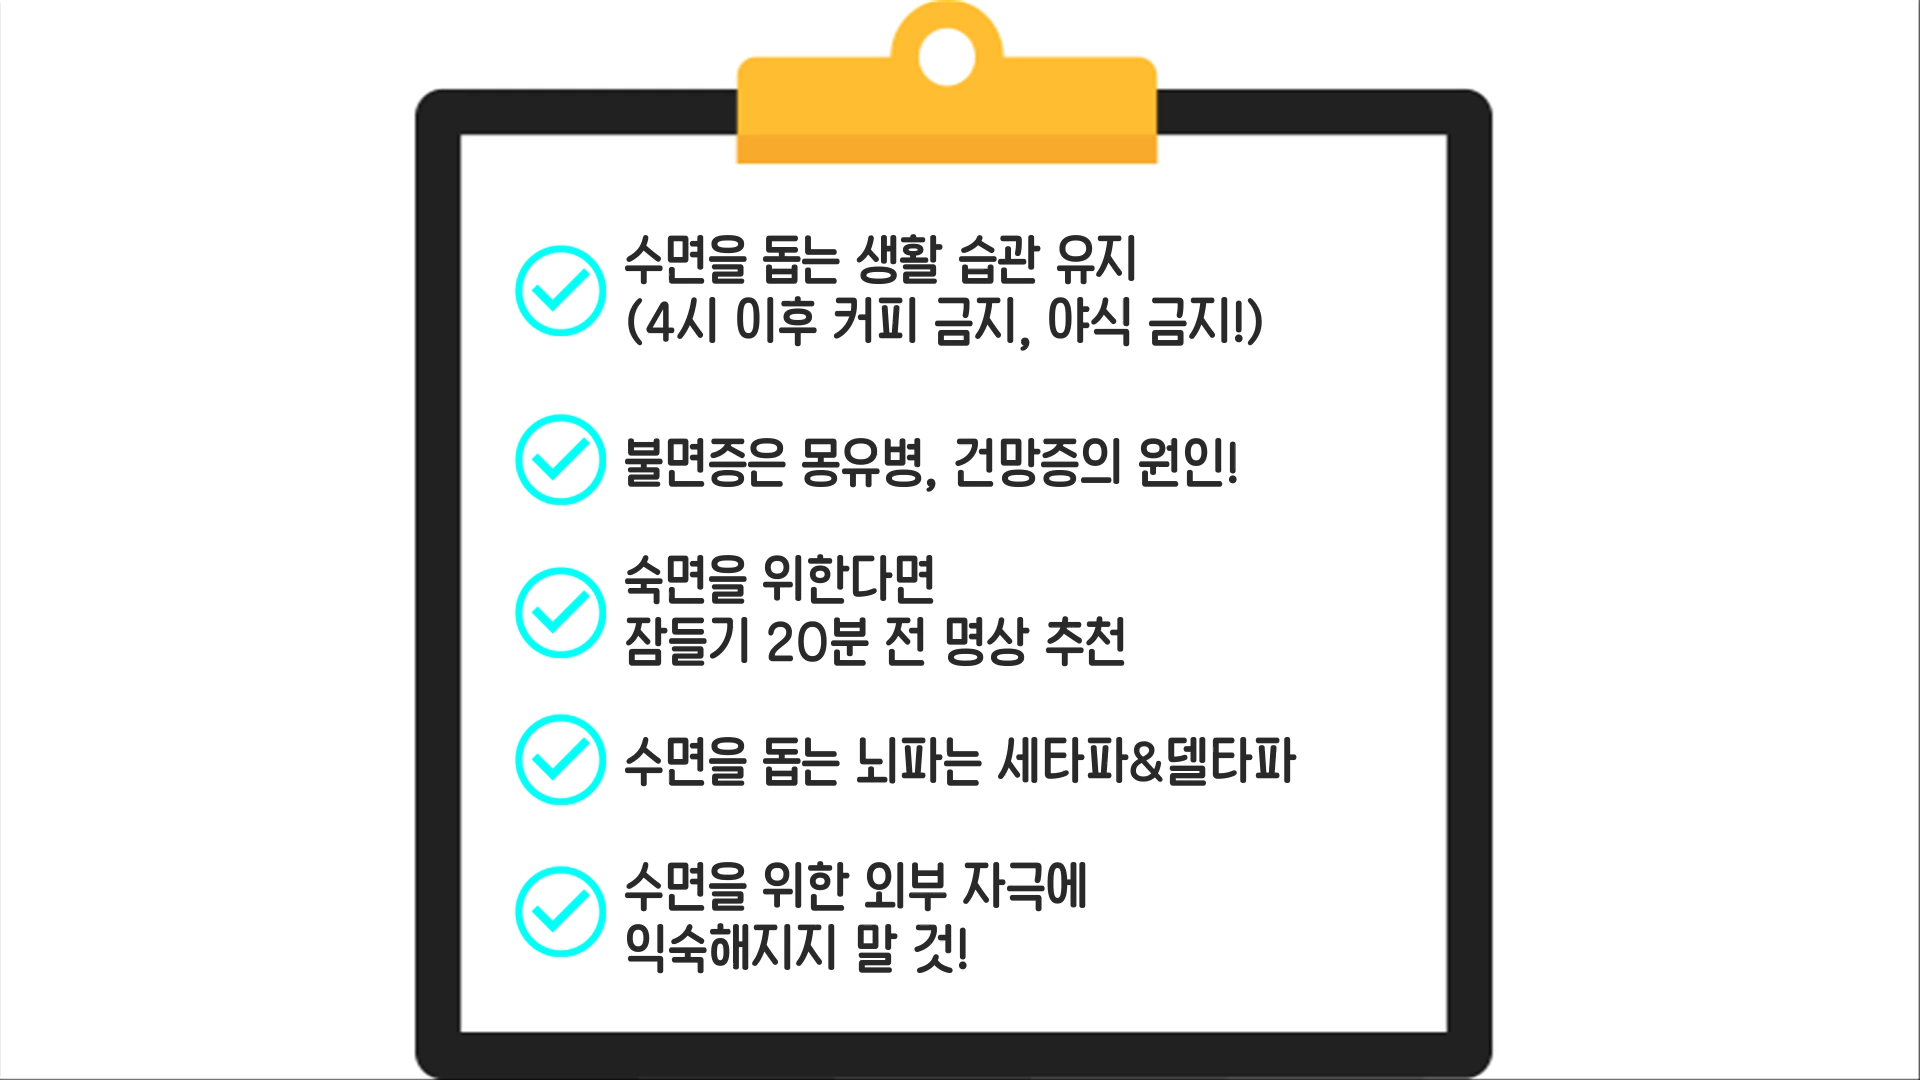 수면을 돕는 생활 습관 유지
(4시 이후 커피 금지, 야식 금지!)
불면증은 몽유병, 건망증의 원인!
숙면을 위한다면
잠들기 20분 전 명상 추천
수면을 돕는 뇌파는 세타파&델타파
수면을 위한 외부 자극에
익숙해지지 말 것!